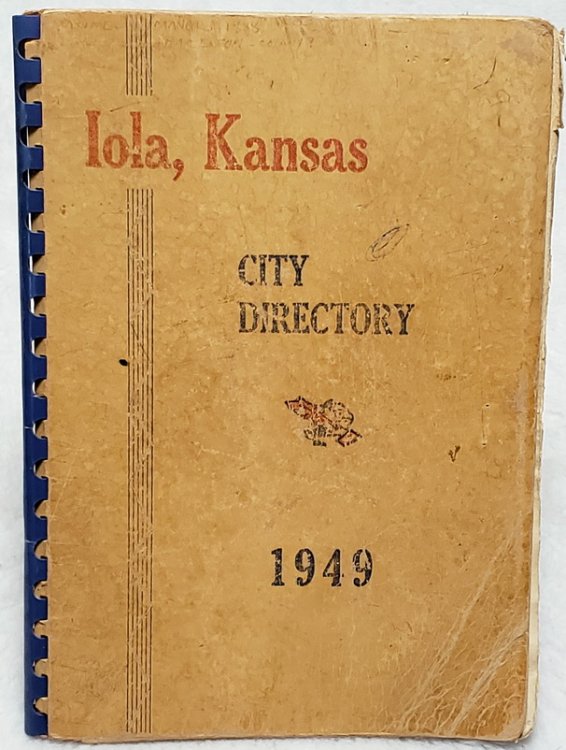 Iola, Kansas
CITY
DIRECTORY
1949